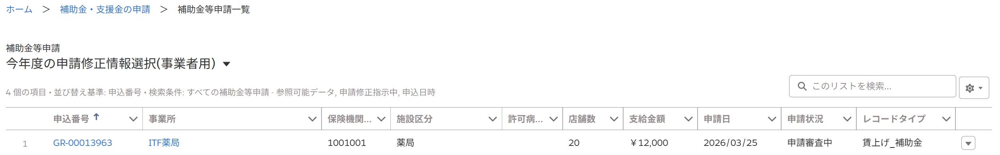 ホーム ＞ 補助金・支援金の申請 ＞ 補助金等申請一覧
補助金等申請
今年度の申請修正情報選択(事業者用)
4 個の項目 • 並び替え基準: 申込番号 • 検索条件: すべての補助金等申請 - 参照可能データ, 申請修正指示中, 申込日時
このリストを検索...
申込番号 ↑ 事業所 保険機関... 施設区分 許可病... 店舗数 支給金額 申請日 申請状況 レコードタイプ
1 GR-00013963 ITF薬局 1001001 薬局 20 ￥12,000 2026/03/25 申請審査中 賃上げ_補助金